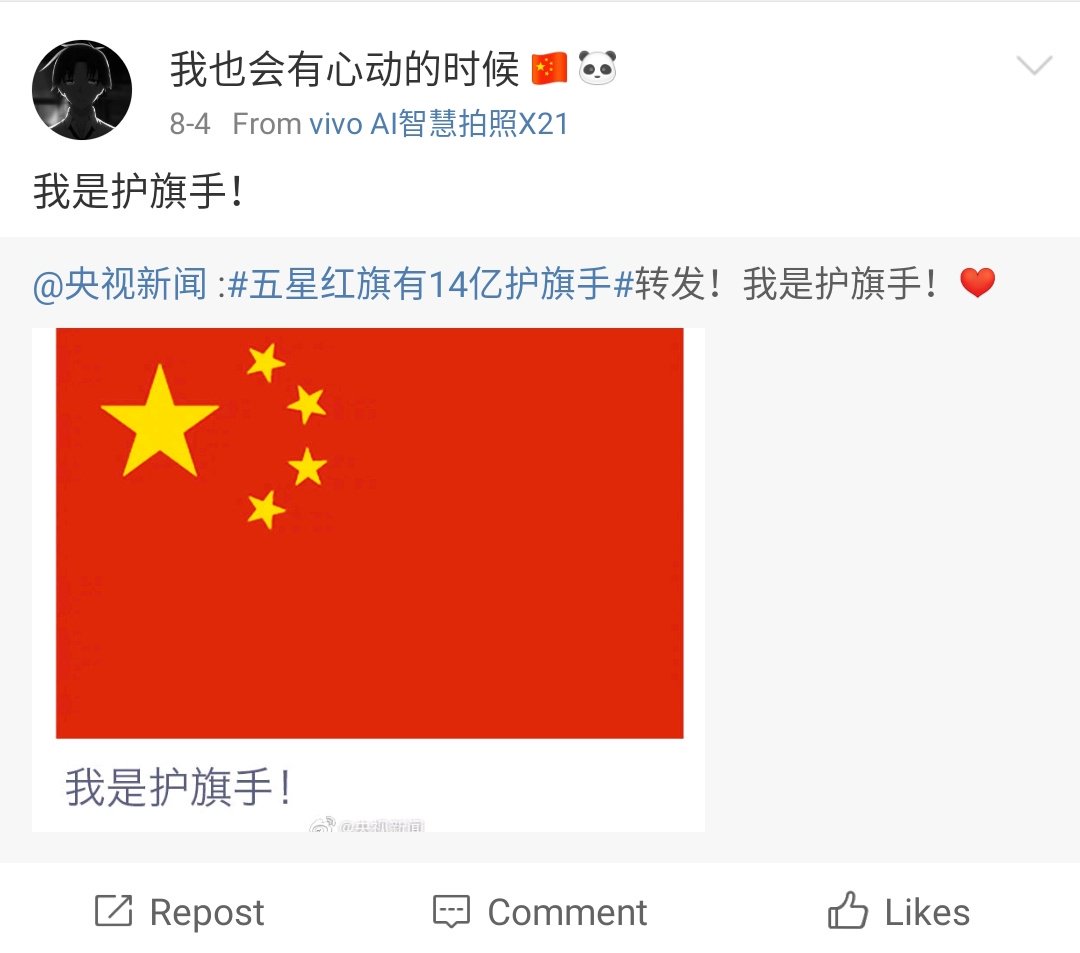 我也会有心动的时候🇨🇳🐼
8-4 From vivo AI智慧拍照X21
我是护旗手！
@央视新闻 :#五星红旗有14亿护旗手#转发！我是护旗手！❤️
我是护旗手！
@央视新闻
Repost Comment Likes